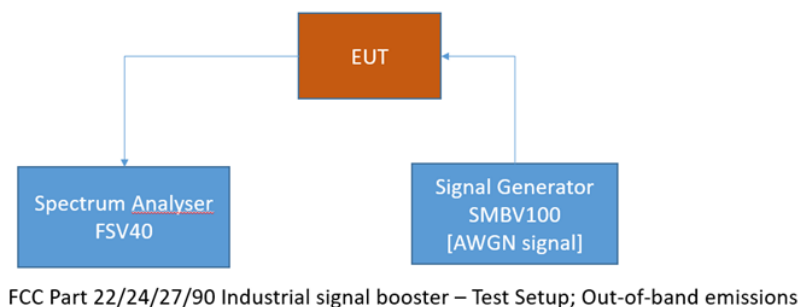 EUT
Spectrum Analyser
FSV40
Signal Generator
SMBV100
[AWGN signal]
FCC Part 22/24/27/90 Industrial signal booster – Test Setup; Out-of-band emissions